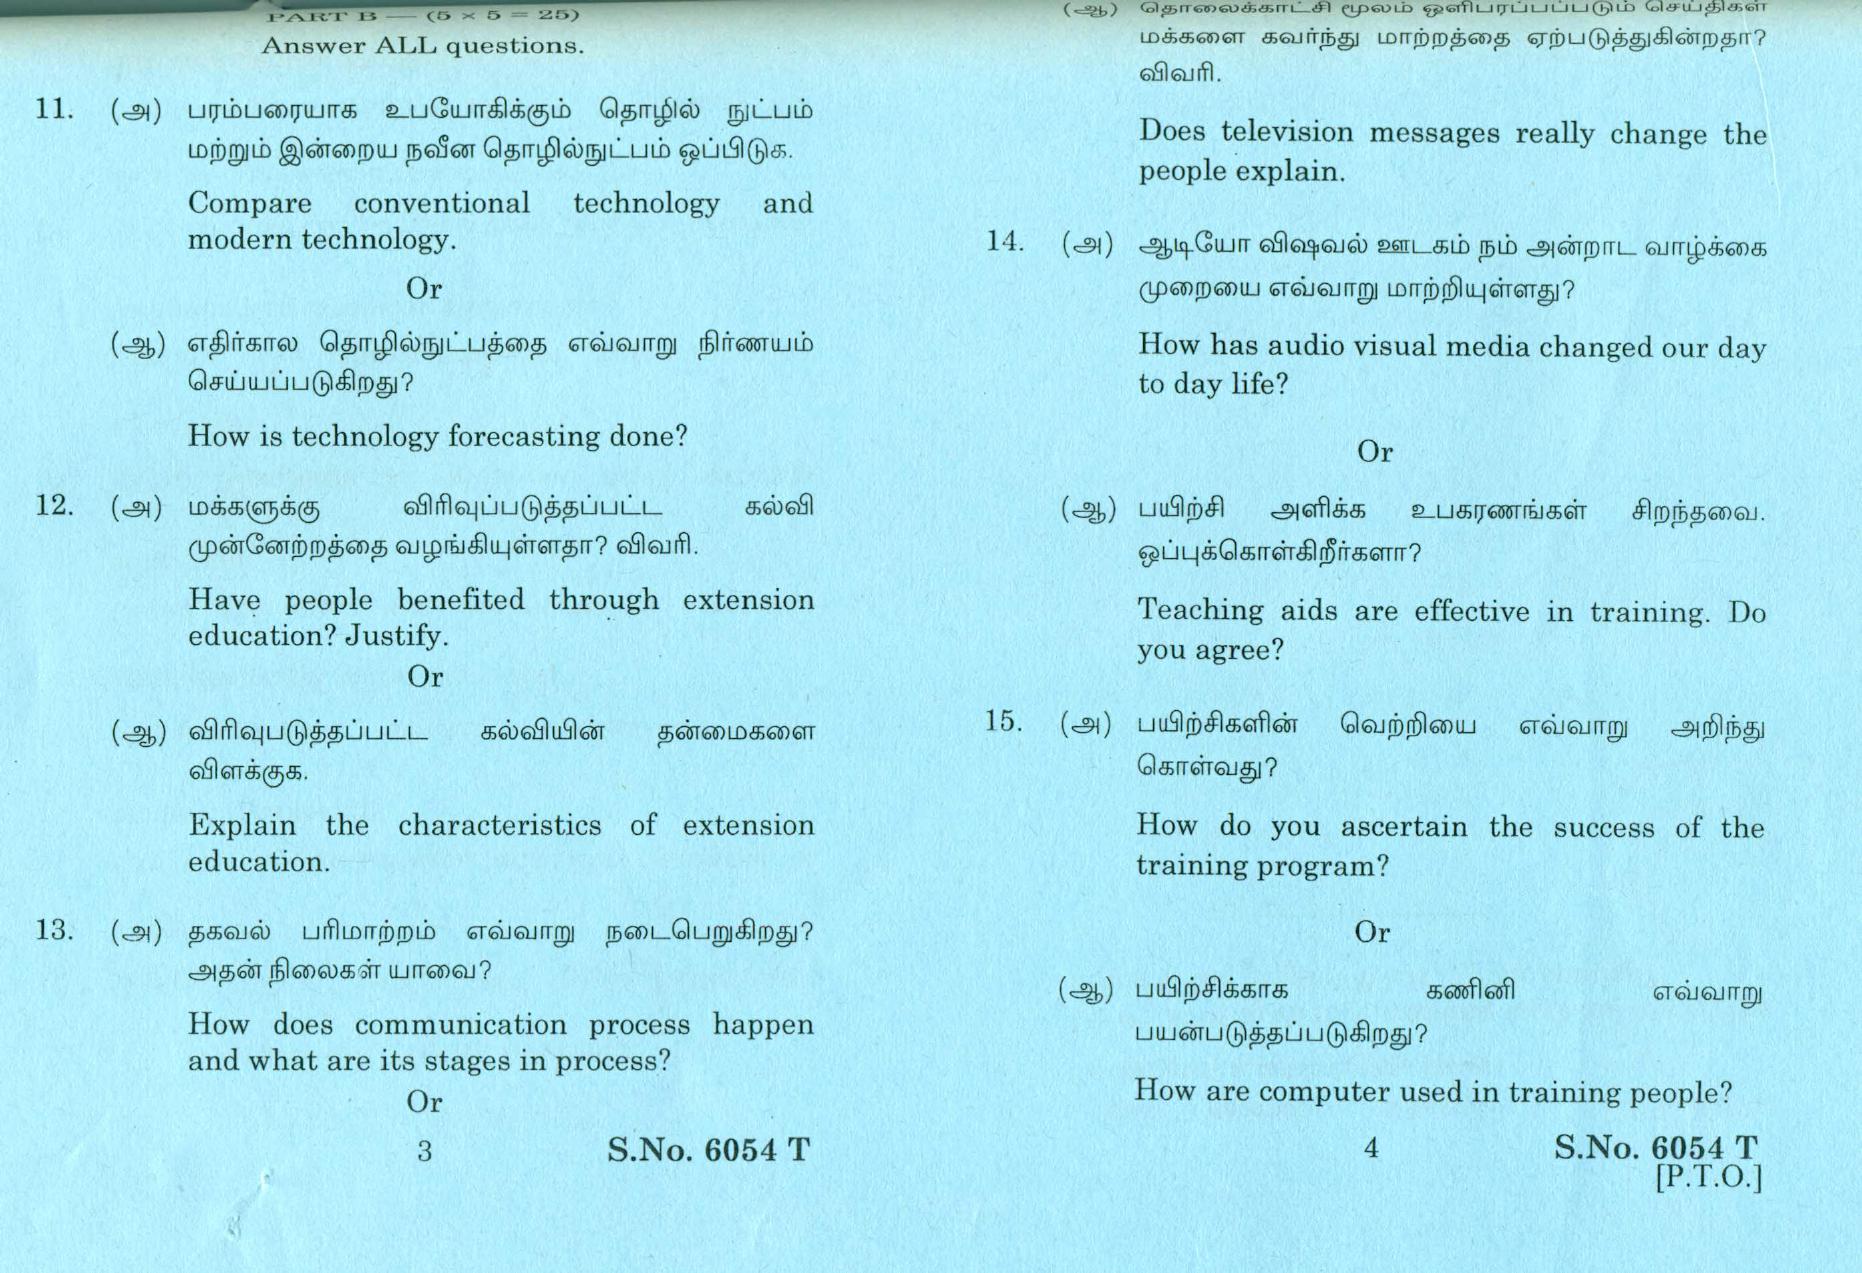 PART B — (5 × 5 = 25)
Answer ALL questions.
11. (அ) பரம்பரையாக உபயோகிக்கும் தொழில் நுட்பம்
மற்றும் இன்றைய நவீன தொழில்நுட்பம் ஒப்பிடுக.
Compare conventional technology and
modern technology.
Or
(ஆ) எதிர்கால தொழில்நுட்பத்தை எவ்வாறு நிர்ணயம்
செய்யப்படுகிறது?
How is technology forecasting done?
12. (அ) மக்களுக்கு விரிவுப்படுத்தப்பட்ட கல்வி
முன்னேற்றத்தை வழங்கியுள்ளதா? விவரி.
Have people benefited through extension
education? Justify.
Or
(ஆ) விரிவுபடுத்தப்பட்ட கல்வியின் தன்மைகளை
விளக்குக.
Explain the characteristics of extension
education.
13. (அ) தகவல் பரிமாற்றம் எவ்வாறு நடைபெறுகிறது?
அதன் நிலைகள் யாவை?
How does communication process happen
and what are its stages in process?
Or
3 S.No. 6054 T
(ஆ) தொலைக்காட்சி மூலம் ஒளிபரப்பப்படும் செய்திகள்
மக்களை கவர்ந்து மாற்றத்தை ஏற்படுத்துகின்றதா?
விவரி.
Does television messages really change the
people explain.
14. (அ) ஆடியோ விஷவல் ஊடகம் நம் அன்றாட வாழ்க்கை
முறையை எவ்வாறு மாற்றியுள்ளது?
How has audio visual media changed our day
to day life?
Or
(ஆ) பயிற்சி அளிக்க உபகரணங்கள் சிறந்தவை.
ஒப்புக்கொள்கிறீர்களா?
Teaching aids are effective in training. Do
you agree?
15. (அ) பயிற்சிகளின் வெற்றியை எவ்வாறு அறிந்து
கொள்வது?
How do you ascertain the success of the
training program?
Or
(ஆ) பயிற்சிக்காக கணினி எவ்வாறு
பயன்படுத்தப்படுகிறது?
How are computer used in training people?
4 S.No. 6054 T
[P.T.O.]